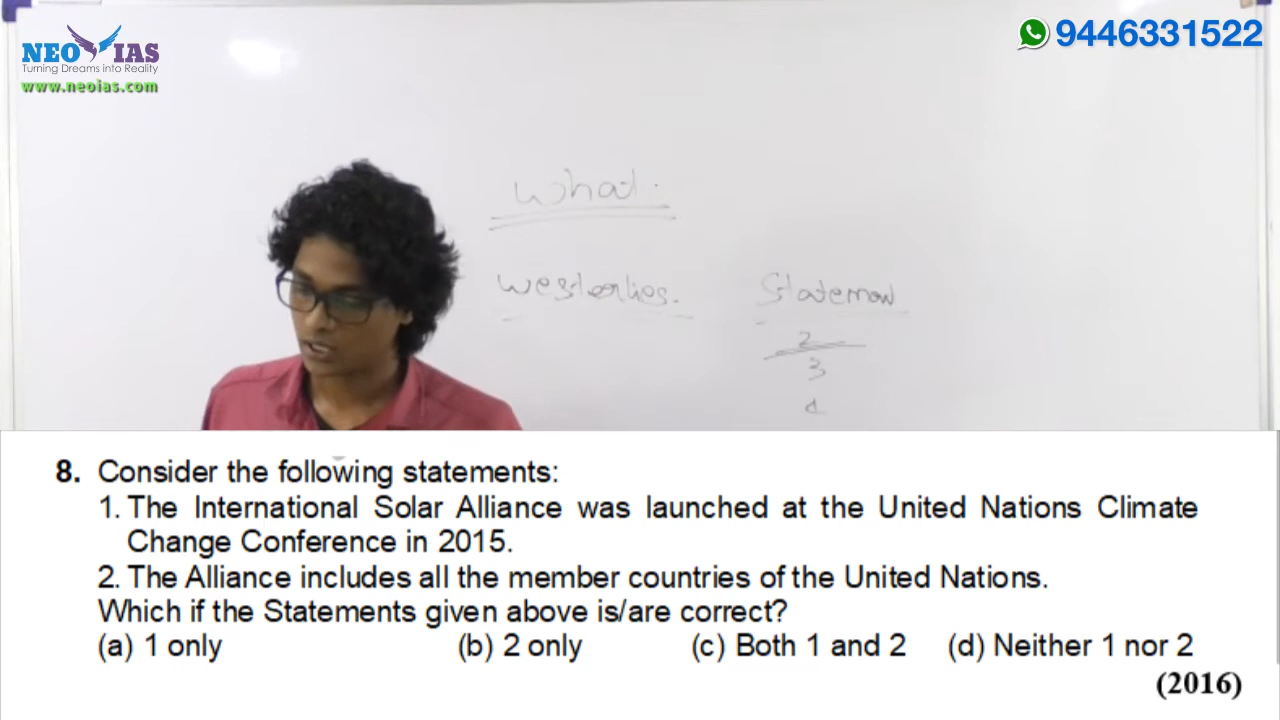 NEO IAS
Turning Dreams into Reality
www.neoias.com
9446331522
What.
Westerlies.
Statemen
2
3
8. Consider the following statements:
1. The International Solar Alliance was launched at the United Nations Climate
Change Conference in 2015.
2. The Alliance includes all the member countries of the United Nations.
Which if the Statements given above is/are correct?
(a) 1 only (b) 2 only (c) Both 1 and 2 (d) Neither 1 nor 2
(2016)